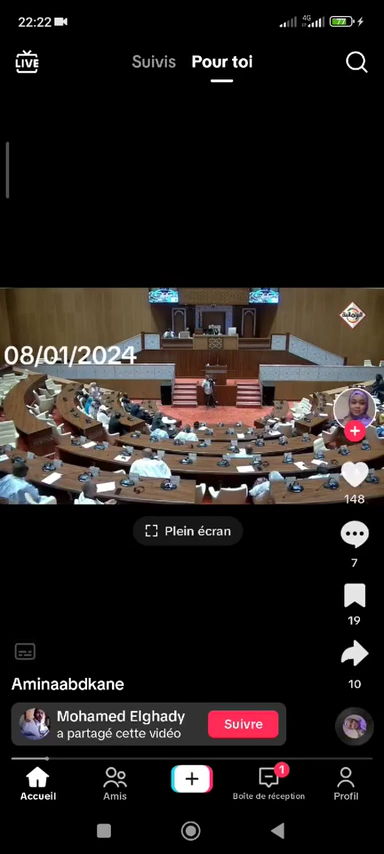 22:22
4G
77
LIVE
Suivis
Pour toi
08/01/2024
148
Plein écran
7
19
10
Aminaabdkane
Mohamed Elghady
a partagé cette vidéo
Suivre
1
Accueil
Amis
Boîte de réception
Profil